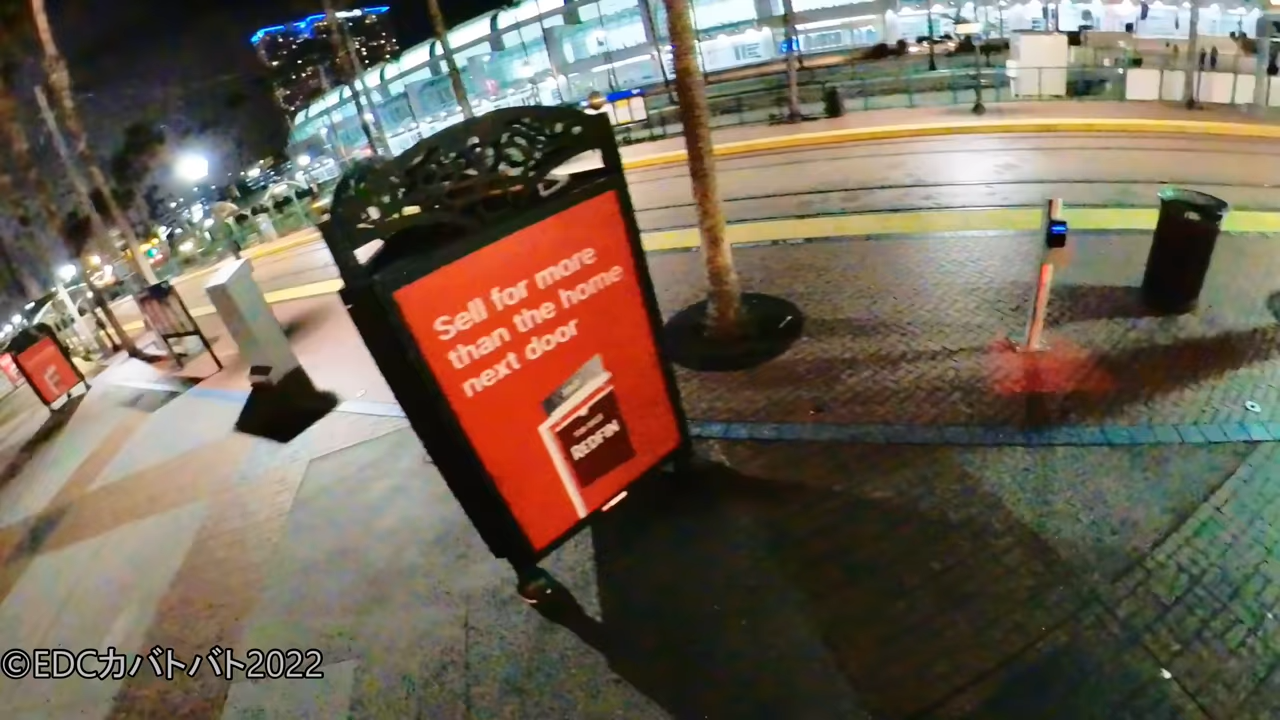 Sell for more
than the home
next door
REDFIN
F
©EDCカバトバト2022